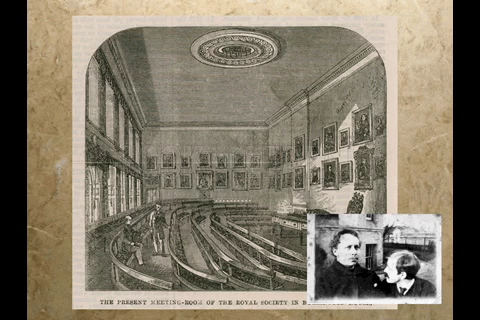 THE PRESENT MEETING-ROOM OF THE ROYAL SOCIETY IN